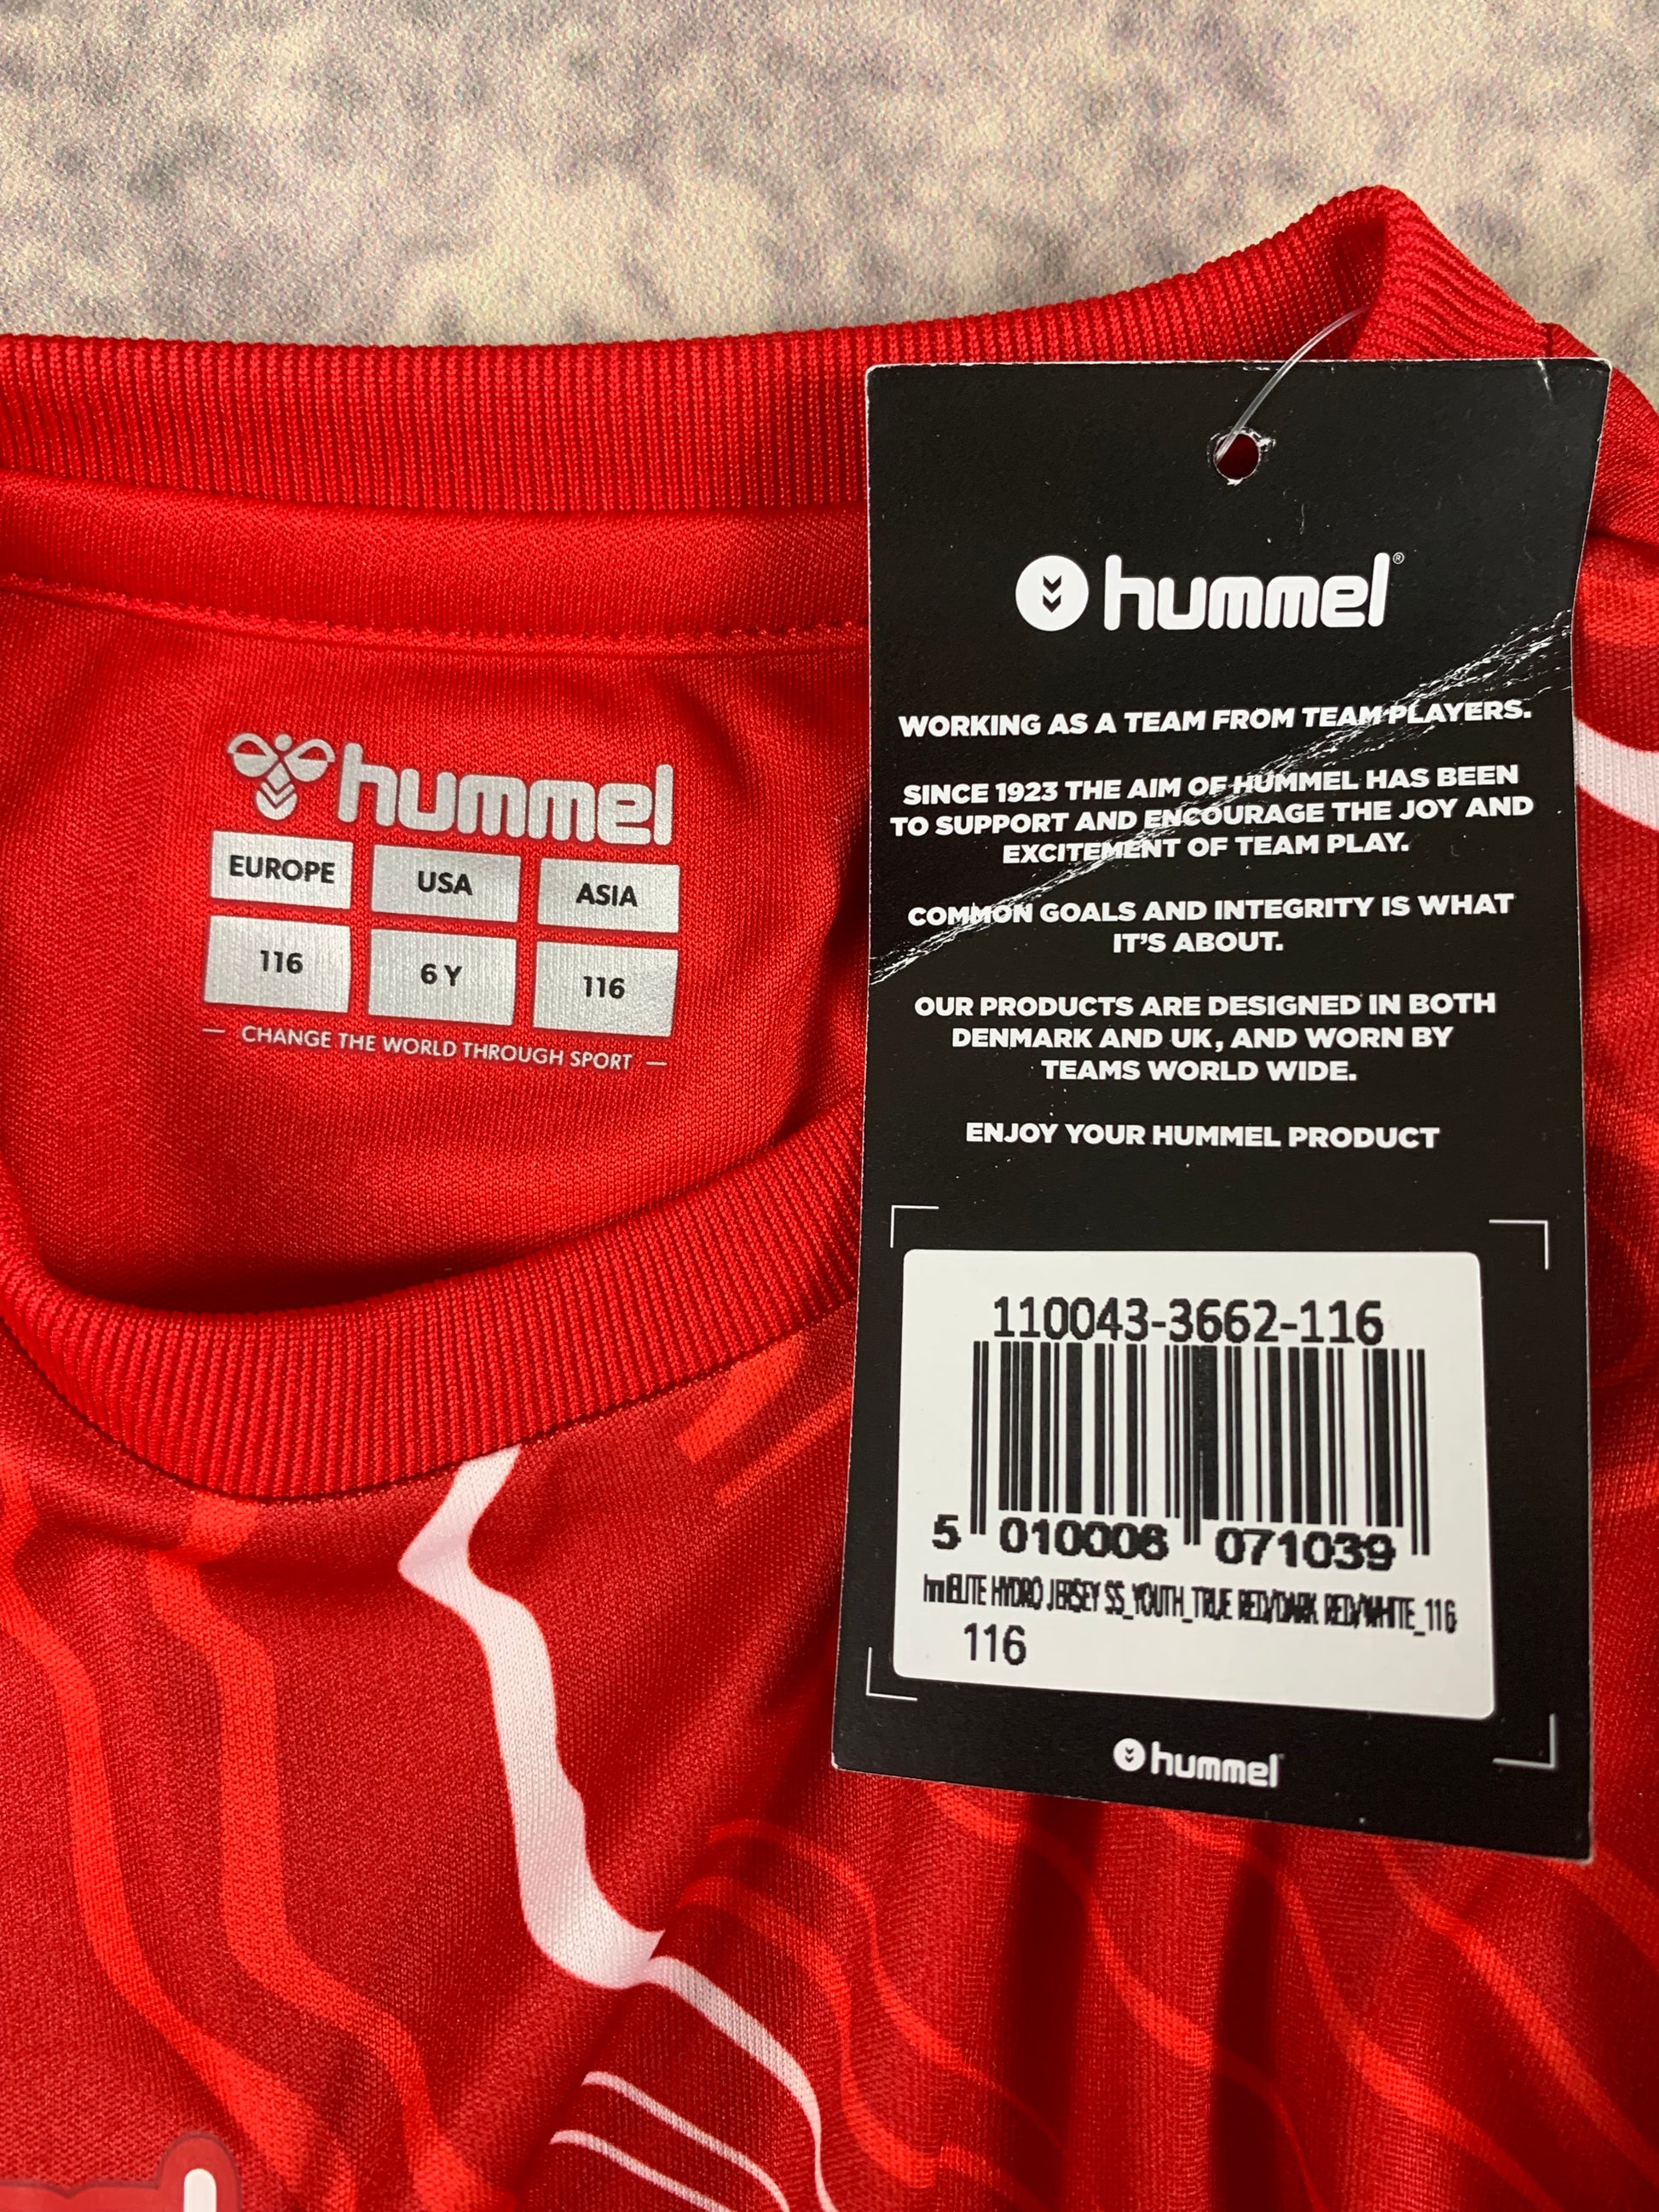 hummel
EUROPE USA ASIA
116 6 Y 116
— CHANGE THE WORLD THROUGH SPORT —
hummel®
WORKING AS A TEAM FROM TEAM PLAYERS.
SINCE 1923 THE AIM OF HUMMEL HAS BEEN
TO SUPPORT AND ENCOURAGE THE JOY AND
EXCITEMENT OF TEAM PLAY.
COMMON GOALS AND INTEGRITY IS WHAT
IT'S ABOUT.
OUR PRODUCTS ARE DESIGNED IN BOTH
DENMARK AND UK, AND WORN BY
TEAMS WORLD WIDE.
ENJOY YOUR HUMMEL PRODUCT
110043-3662-116
5 010006 071039
hmlELITE HYDRO JERSEY SS_YOUTH_TRUE RED/DARK RED/WHITE_116
116
hummel